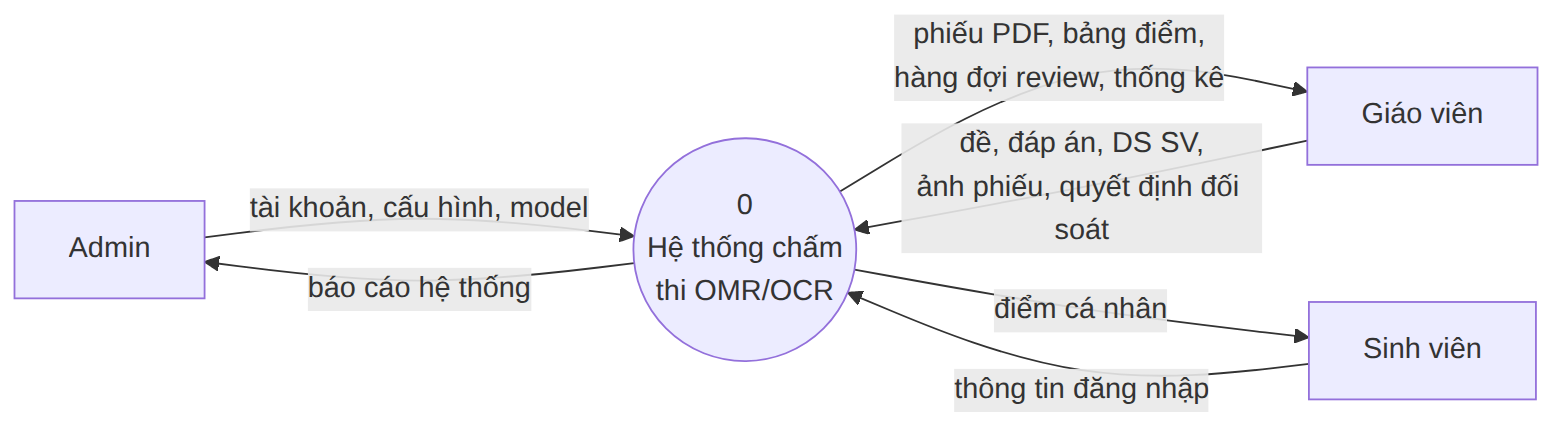 phiếu PDF, bảng điểm,
hàng đợi review, thống kê
Giáo viên
đề, đáp án, DS SV,
ảnh phiếu, quyết định đối
soát
tài khoản, cấu hình, model
0
Hệ thống chấm
thi OMR/OCR
Admin
báo cáo hệ thống
điểm cá nhân
Sinh viên
thông tin đăng nhập